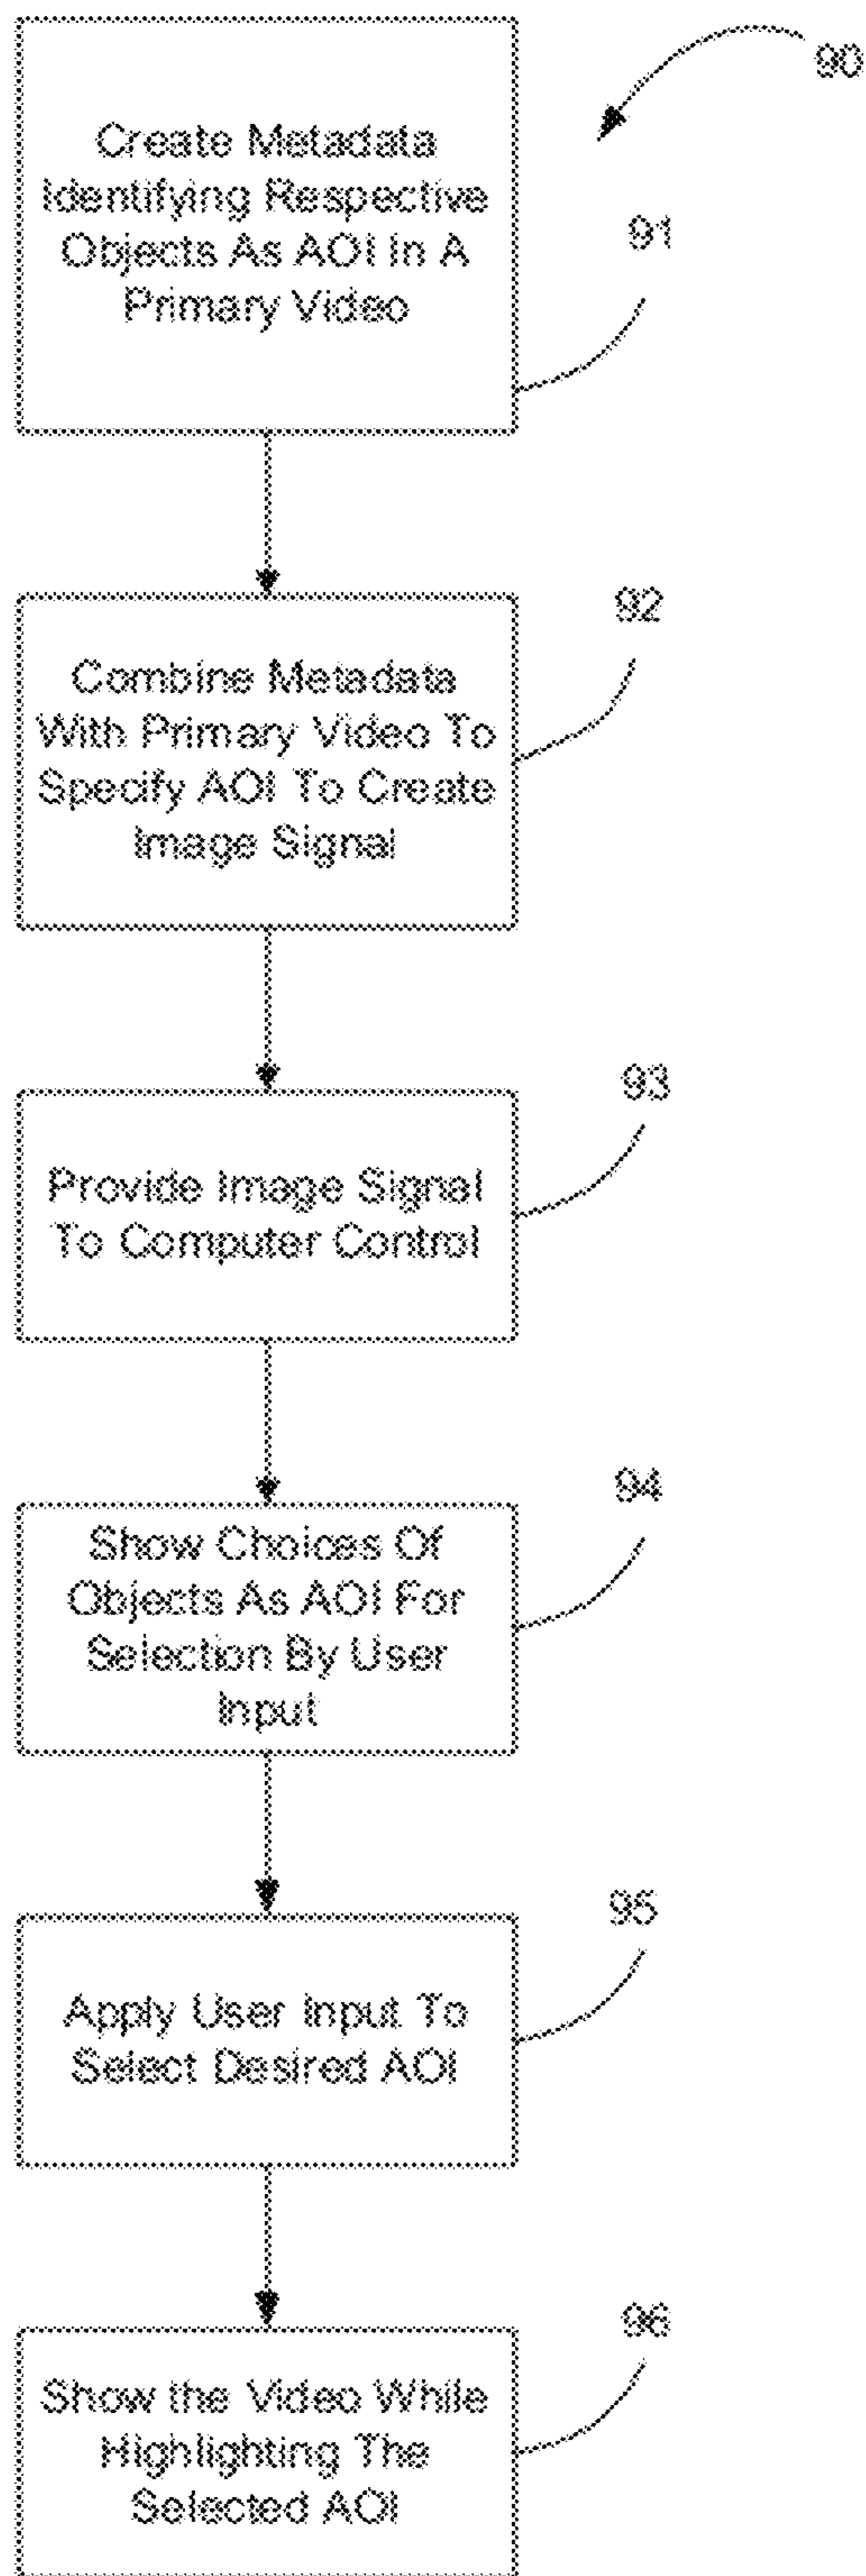 90
Create Metadata
Identifying Respective
Objects As AOI In A
Primary Video
91
92
Combine Metadata
With Primary Video To
Specify AOI To Create
Image Signal
93
Provide Image Signal
To Computer Control
94
Show Choices Of
Objects As AOI For
Selection By User
Input
95
Apply User Input To
Select Desired AOI
96
Show the Video While
Highlighting The
Selected AOI